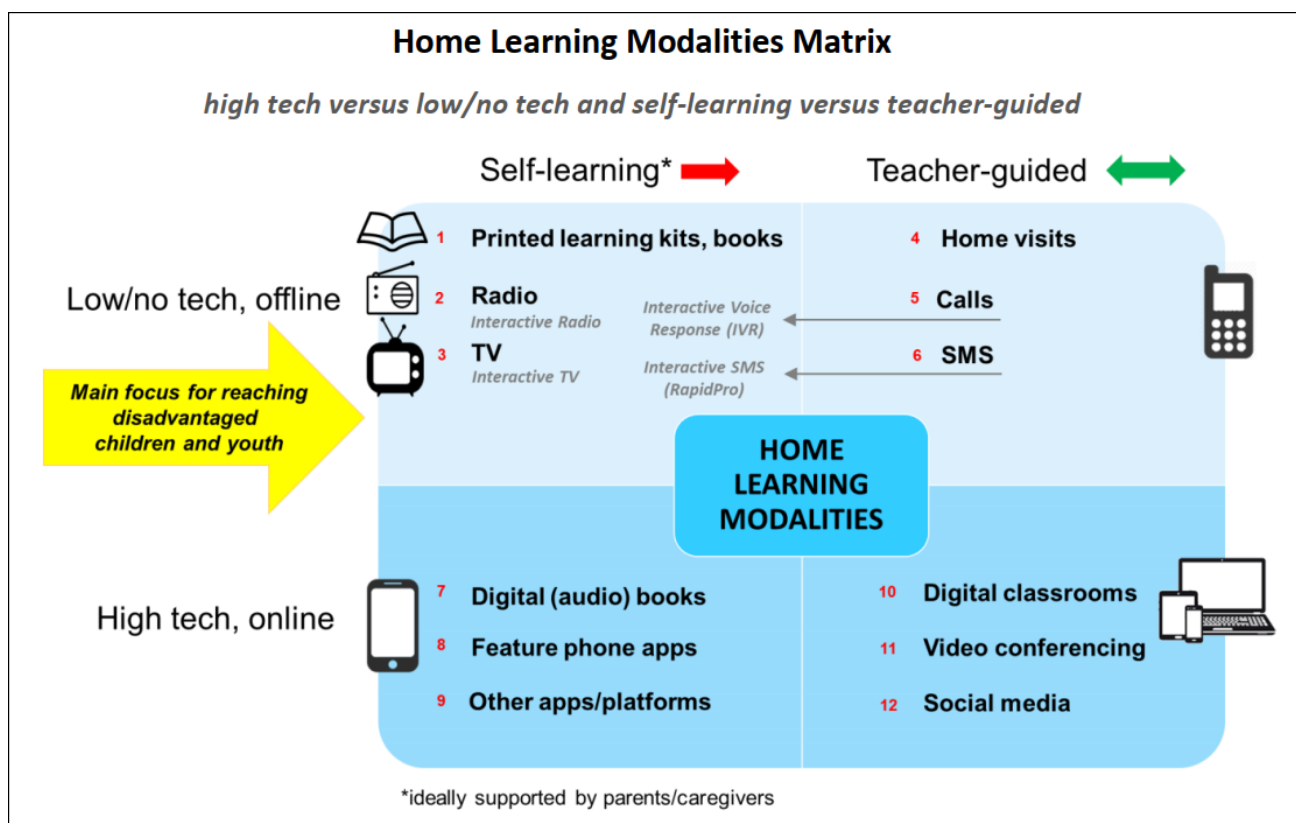 Home Learning Modalities Matrix
high tech versus low/no tech and self-learning versus teacher-guided
Self-learning*
Teacher-guided
Low/no tech, offline
Main focus for reaching
disadvantaged
children and youth
1 Printed learning kits, books
2 Radio
Interactive Radio
3 TV
Interactive TV
Interactive Voice
Response (IVR)
Interactive SMS
(RapidPro)
4 Home visits
5 Calls
6 SMS
HOME
LEARNING
MODALITIES
High tech, online
7 Digital (audio) books
8 Feature phone apps
9 Other apps/platforms
10 Digital classrooms
11 Video conferencing
12 Social media
*ideally supported by parents/caregivers